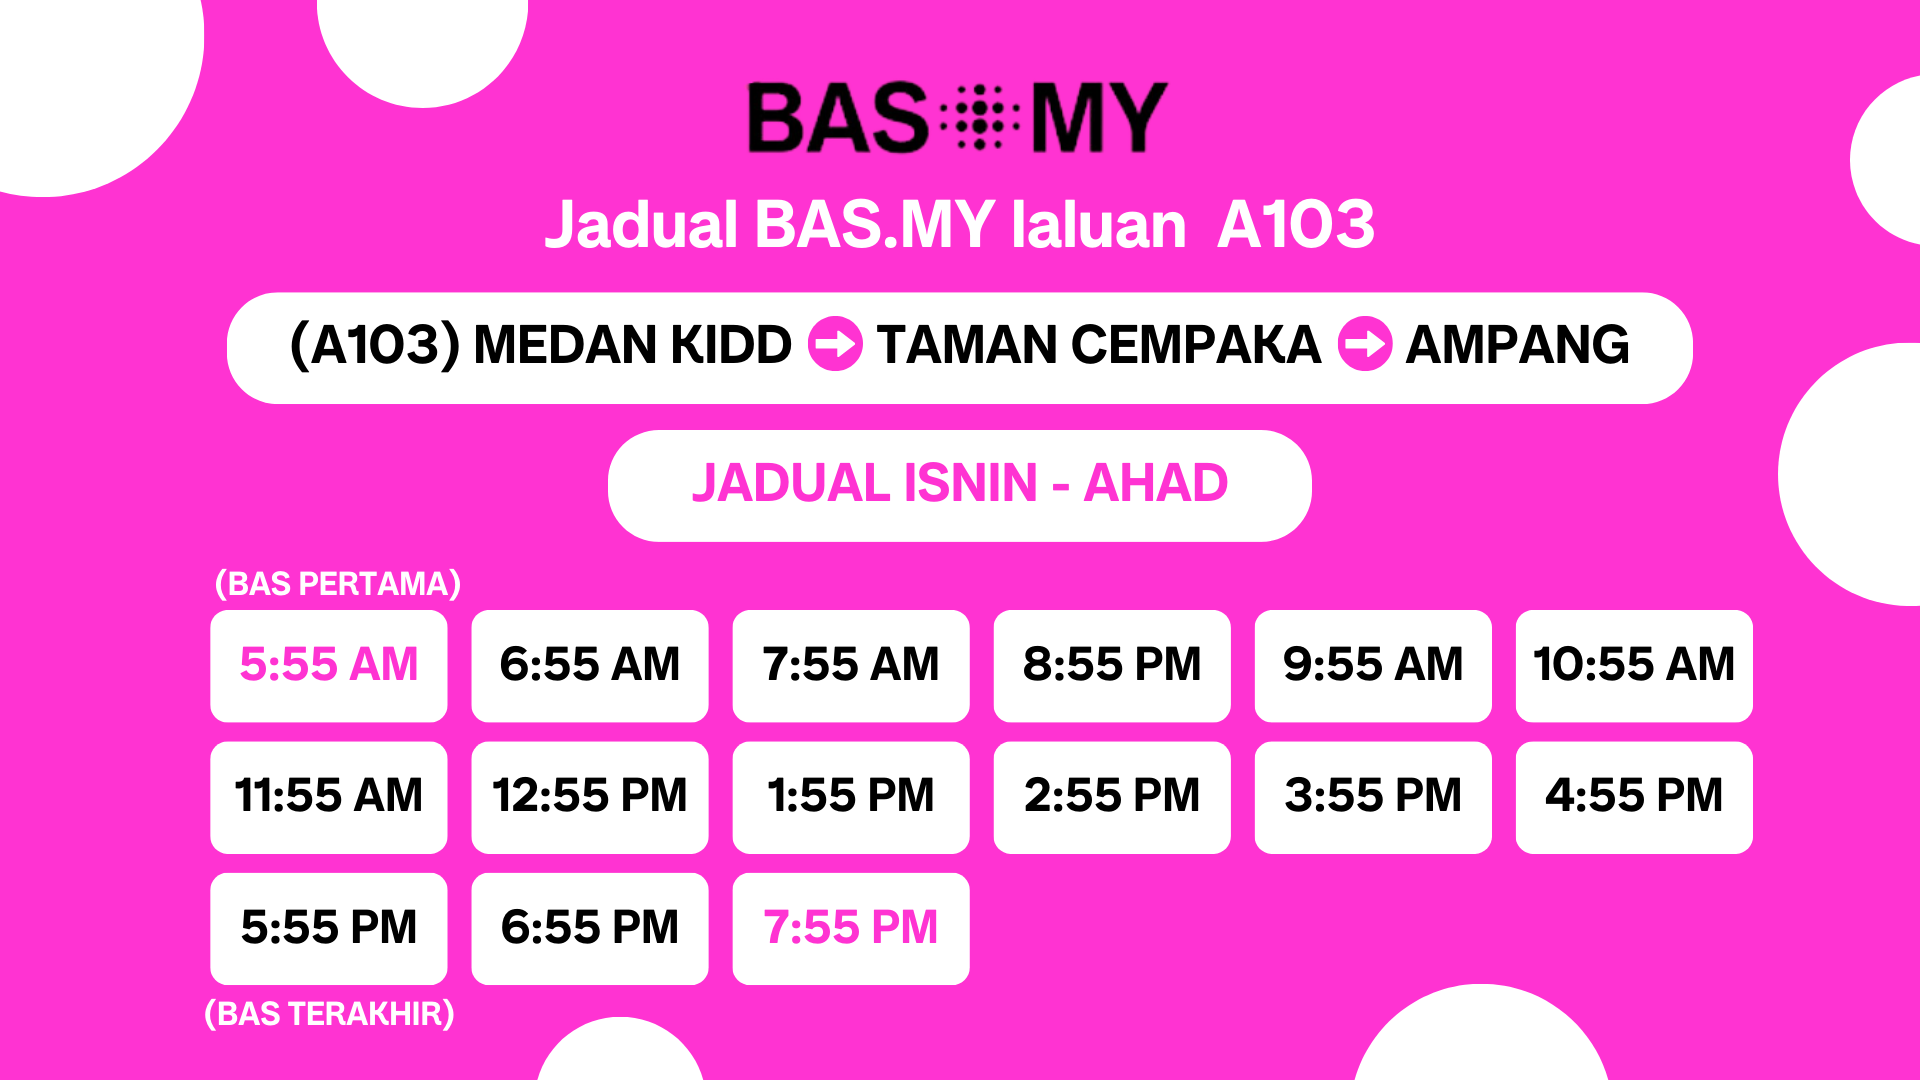 BAS MY
Jadual BAS.MY laluan A103
(A103) MEDAN KIDD ➔ TAMAN CEMPAKA ➔ AMPANG
JADUAL ISNIN - AHAD
(BAS PERTAMA)
5:55 AM 6:55 AM 7:55 AM 8:55 PM 9:55 AM 10:55 AM
11:55 AM 12:55 PM 1:55 PM 2:55 PM 3:55 PM 4:55 PM
5:55 PM 6:55 PM 7:55 PM
(BAS TERAKHIR)